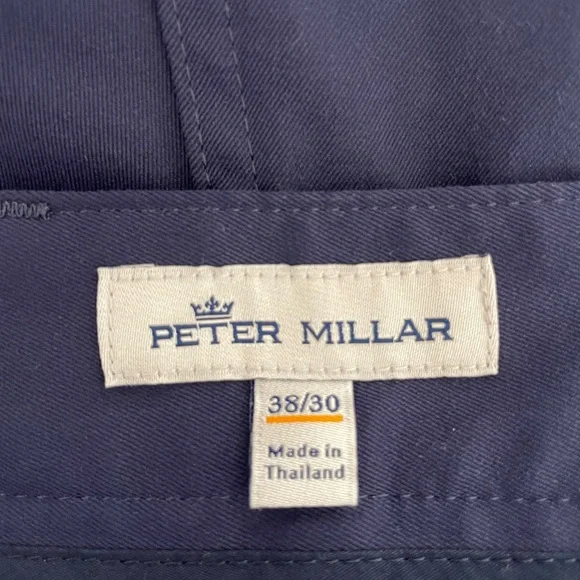 PETER MILLAR
38/30
Made in
Thailand